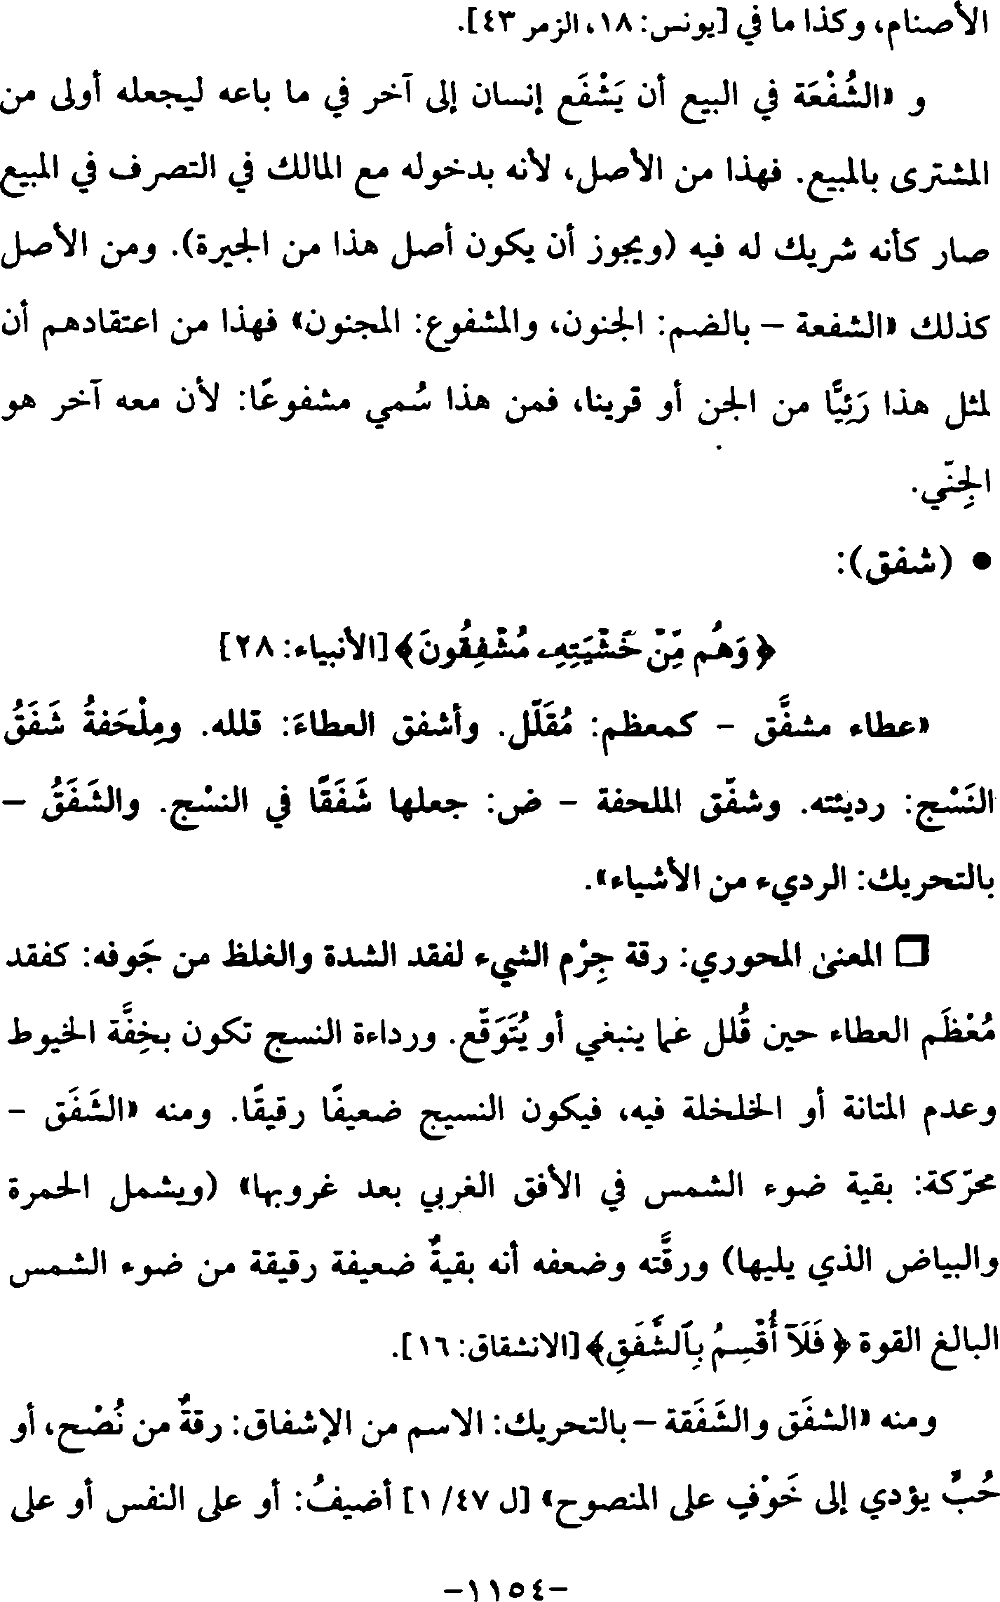 الأصنام، وكذا ما في [يونس: ١٨، الزمر ٤٣].
و «الشُفْعَة في البيع أن يَشْفَع إنسان إلى آخر في ما باعه ليجعله أولى من
المشترى بالمبيع. فهذا من الأصل، لأنه بدخوله مع المالك في التصرف في المبيع
صار كأنه شريك له فيه (ويجوز أن يكون أصل هذا من الجيرة). ومن الأصل
كذلك «الشفعة – بالضم: الجنون، والمشفوع: المجنون» فهذا من اعتقادهم أن
لمثل هذا رَئِيًّا من الجن أو قرينا، فمن هذا سُمي مشفوعًا: لأن معه آخر هو
الجِنّي.
● (شفق):
﴿وَهُم مِّنْ خَشْيَتِهِۦ مُشْفِقُونَ﴾ [الأنبياء: ٢٨]
«عطاء مشفَّق – كمعظم: مُقَلّل. وأشفق العطاءَ: قلله. ومِلْحَفةُ شَفَقُ
النَسْج: رديئته. وشفّق الملحفة – ض: جعلها شَفَقًا في النسْج. والشَفَقُ –
بالتحريك: الرديء من الأشياء».
❒ المعنى المحوري: رقة جِرْم الشيء لفقد الشدة والغلظ من جَوفه: كفقد
مُعْظَم العطاء حين قُلل عما ينبغي أو يُتَوَقّع. ورداءة النسج تكون بخِفَّة الخيوط
وعدم المتانة أو الخلخلة فيه، فيكون النسيج ضعيفًا رقيقًا. ومنه «الشَفَق –
محرّكة: بقية ضوء الشمس في الأفق الغربي بعد غروبها» (ويشمل الحمرة
والبياض الذي يليها) ورقَّته وضعفه أنه بقيةٌ ضعيفة رقيقة من ضوء الشمس
البالغ القوة ﴿فَلَآ أُقْسِمُ بِٱلشَّفَقِ﴾ [الانشقاق: ١٦].
ومنه «الشفَق والشَفَقة – بالتحريك: الاسم من الإشفاق: رقةٌ من نُصْح، أو
حُبٍّ يؤدي إلى خَوْفٍ على المنصوح» [ل ٤٧/ ١] أضيفُ: أو على النفس أو على
–١١٥٤–